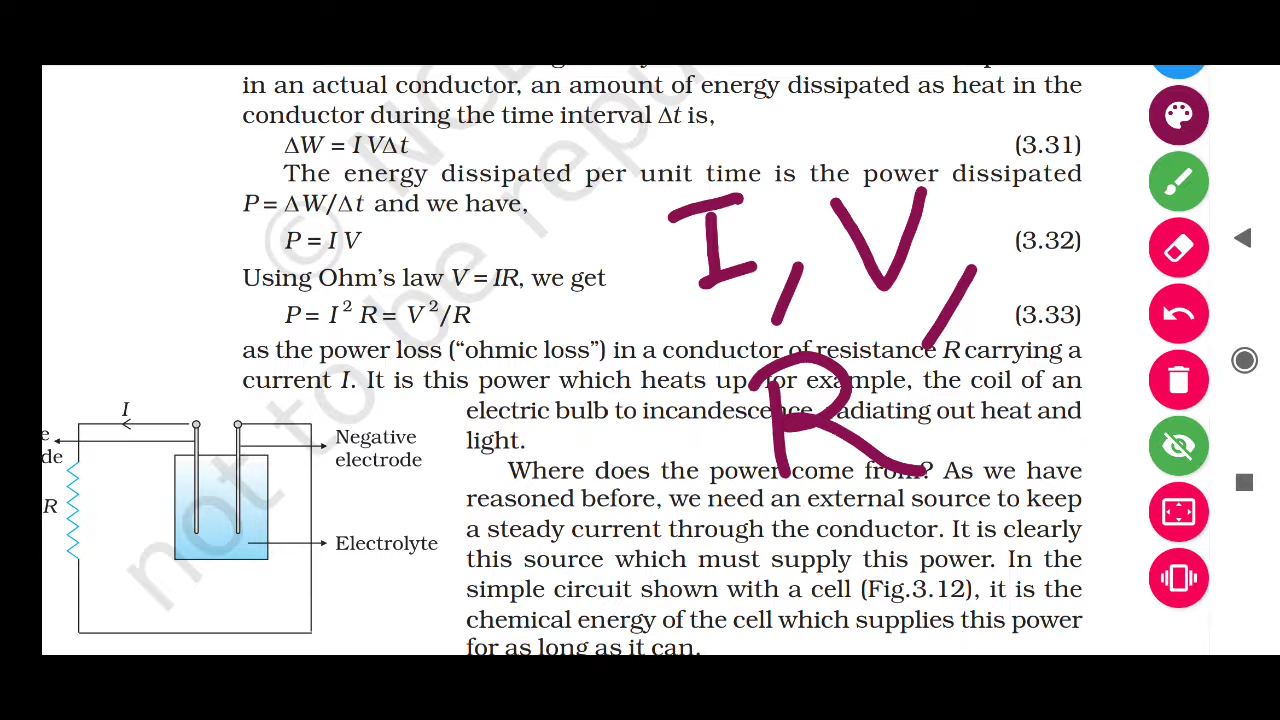 in an actual conductor, an amount of energy dissipated as heat in the
conductor during the time interval Δt is,
ΔW = I VΔt (3.31)
The energy dissipated per unit time is the power dissipated
P = ΔW/Δt and we have,
P = I V (3.32)
Using Ohm's law V = IR, we get
P = I² R = V²/R (3.33)
as the power loss ("ohmic loss") in a conductor of resistance R carrying a
current I. It is this power which heats up, for example, the coil of an
electric bulb to incandescence, radiating out heat and
light.
Where does the power come from? As we have
reasoned before, we need an external source to keep
a steady current through the conductor. It is clearly
this source which must supply this power. In the
simple circuit shown with a cell (Fig.3.12), it is the
chemical energy of the cell which supplies this power
for as long as it can.
I
Negative
electrode
e
de
R
Electrolyte
I, V,
R
not to be repu
© NCE